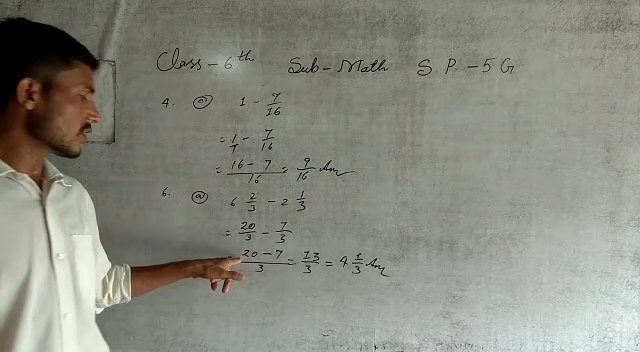 Class - 6th Sub - Math S. P. - 5 G
4. (a) 1 - 7/16
= 1/1 - 7/16
= 16 - 7/16 = 9/16 Ans
6. (a) 6 2/3 - 2 1/3
= 20/3 - 7/3
20 - 7/3 = 13/3 = 4 1/3 Ans